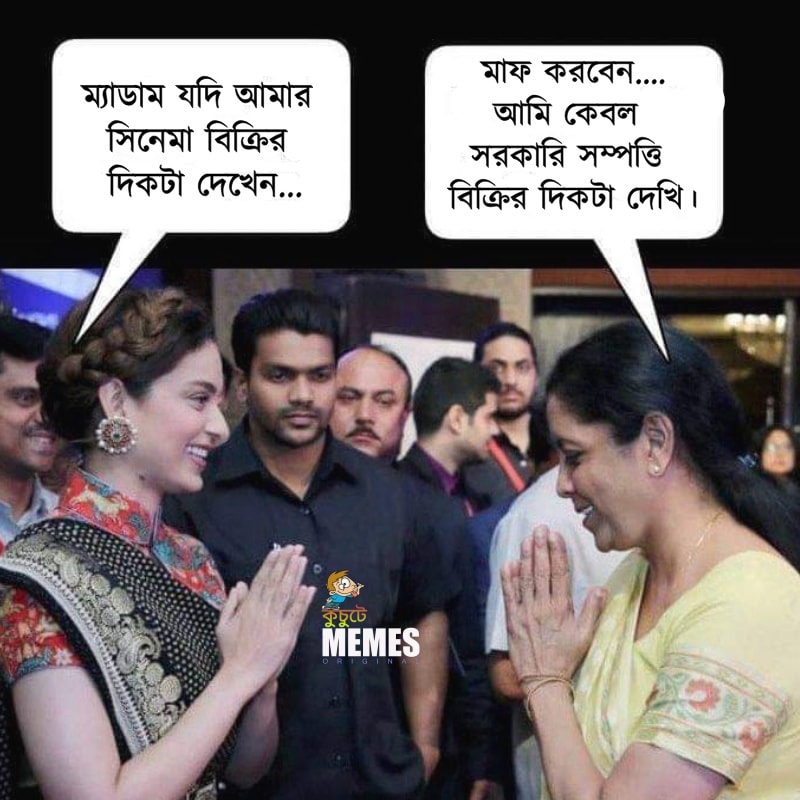 ম্যাডাম যদি আমার
সিনেমা বিক্রির
দিকটা দেখেন...
মাফ করবেন....
আমি কেবল
সরকারি সম্পত্তি
বিক্রির দিকটা দেখি।
কুচুটে
MEMES
ORIGINAL